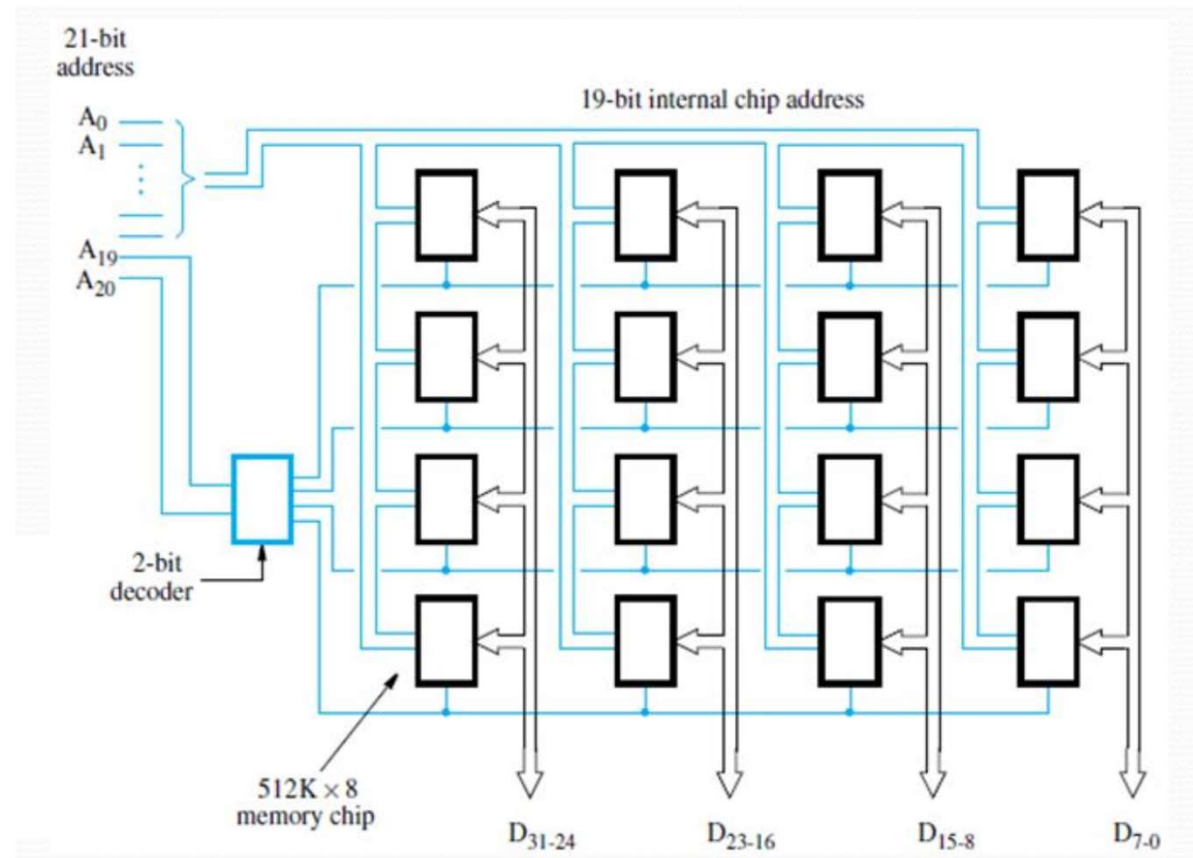 21-bit
address
19-bit internal chip address
A0
A1
A19
A20
2-bit
decoder
512K × 8
memory chip
D31-24
D23-16
D15-8
D7-0